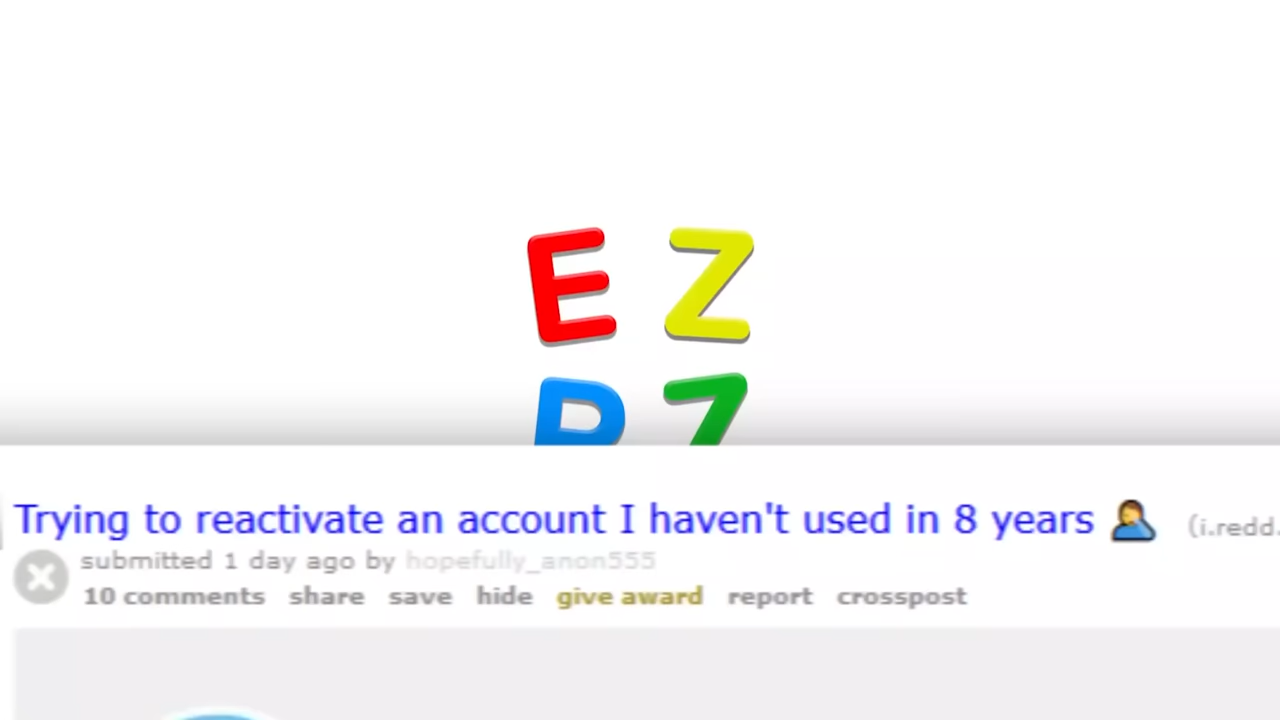 E Z
Trying to reactivate an account I haven't used in 8 years 🤦 (i.redd.
submitted 1 day ago by hopefully_anon555
10 comments share save hide give award report crosspost